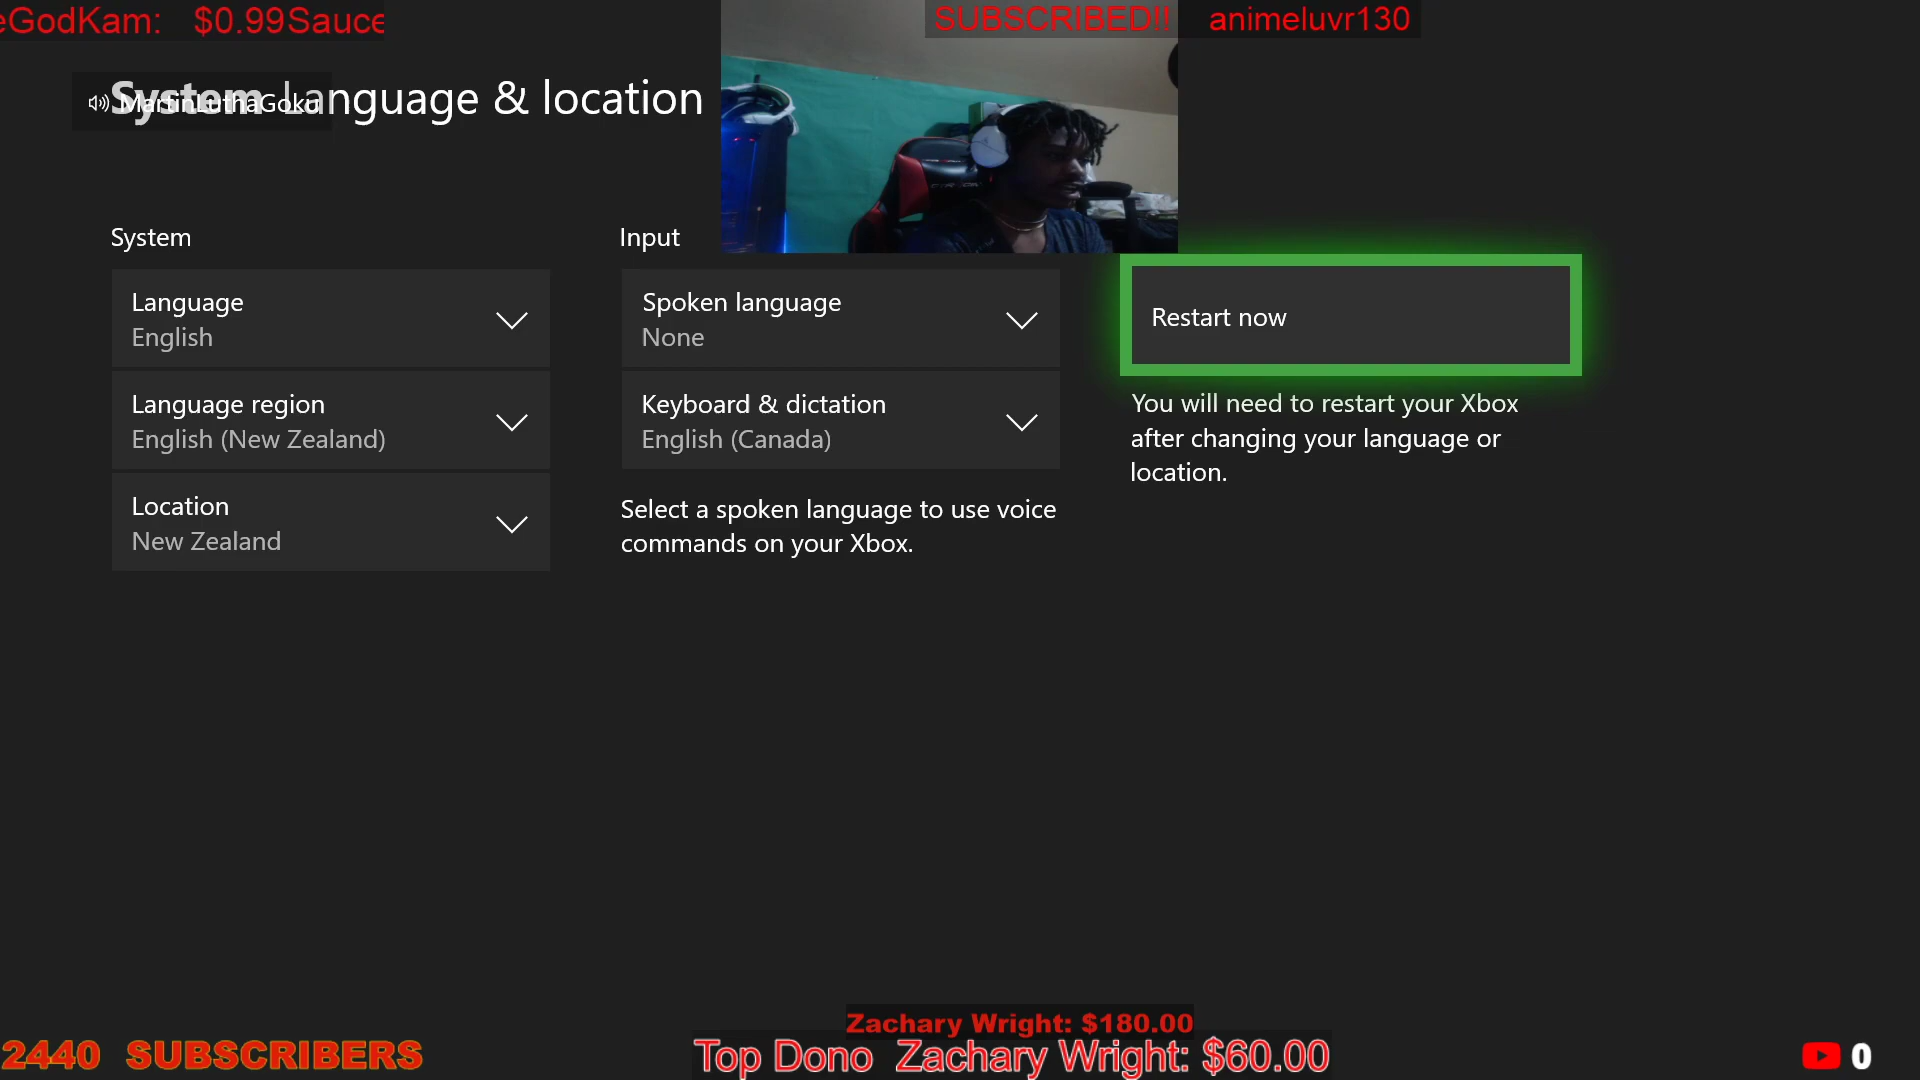 eGodKam: $0.99Sauce
SUBSCRIBED!! animeluvr130
System Language & location
MartinLuthaGoku
System
Language
English
Language region
English (New Zealand)
Location
New Zealand
Input
Spoken language
None
Keyboard & dictation
English (Canada)
Select a spoken language to use voice
commands on your Xbox.
Restart now
You will need to restart your Xbox
after changing your language or
location.
2440 SUBSCRIBERS
Zachary Wright: $180.00
Top Dono Zachary Wright: $60.00
0